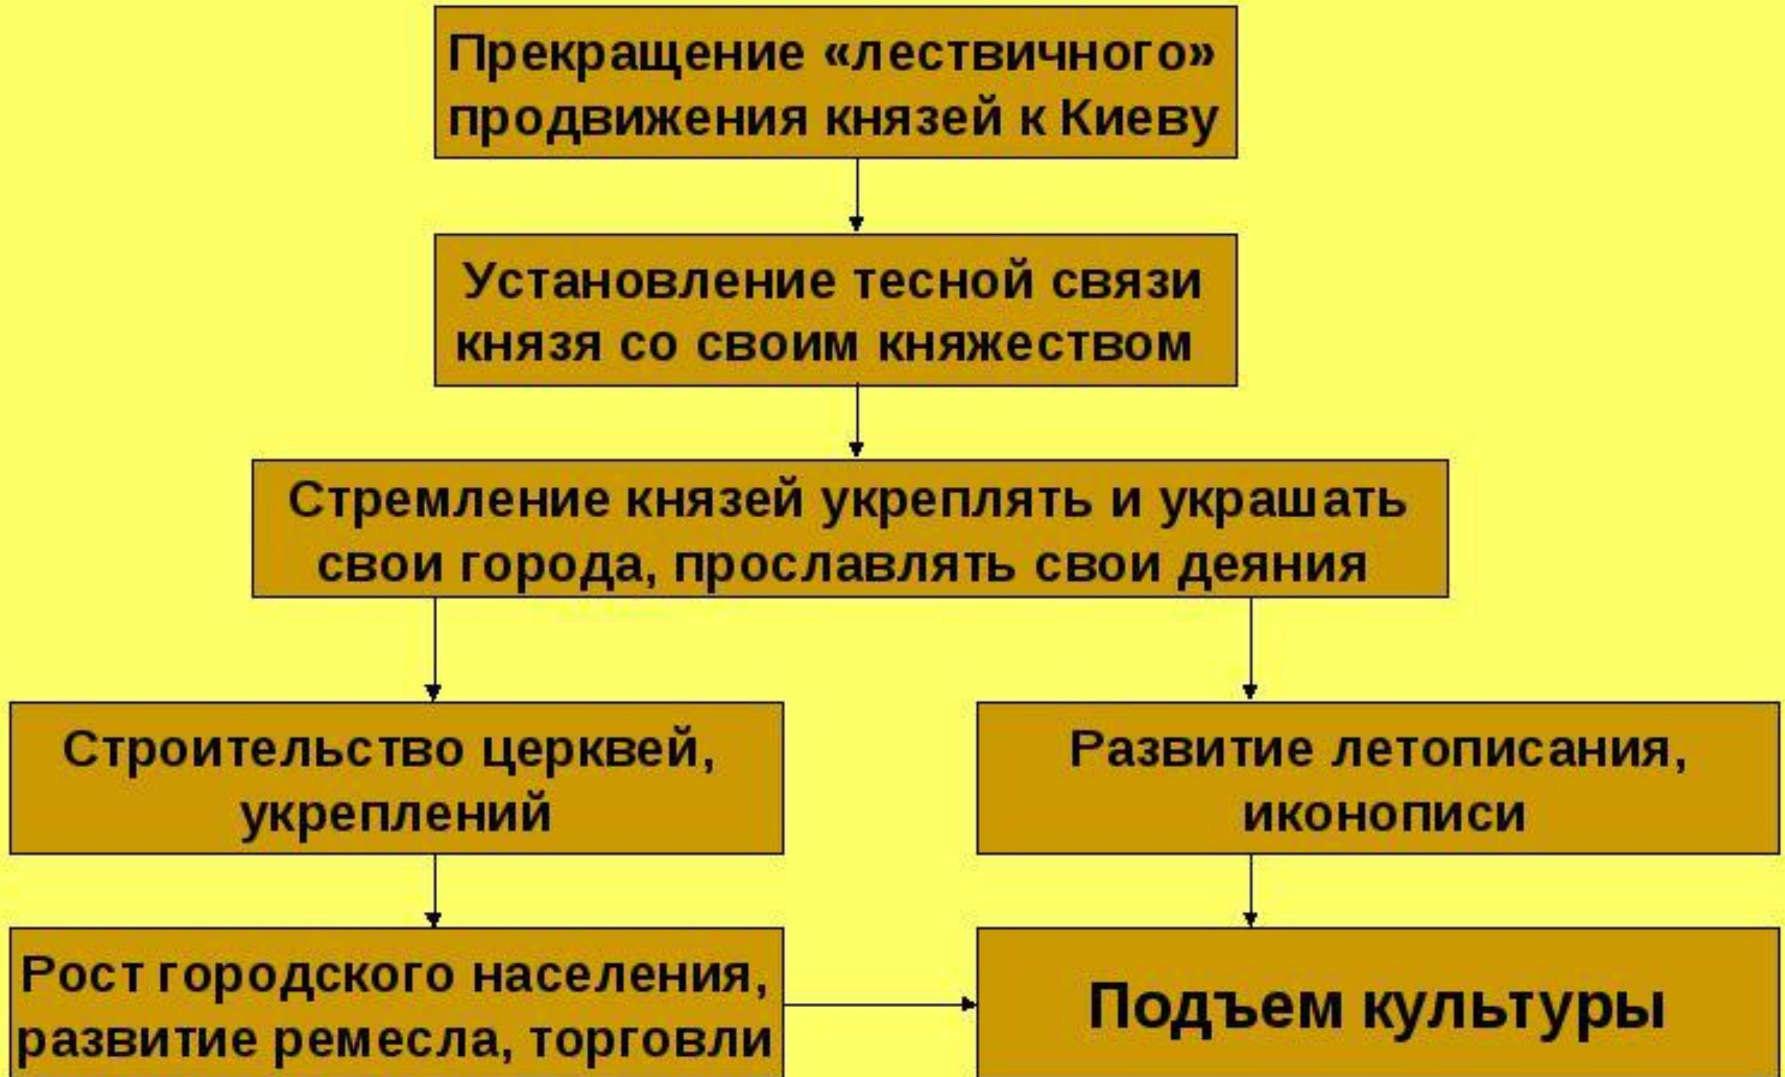 Прекращение «лествичного»
продвижения князей к Киеву
Установление тесной связи
князя со своим княжеством
Стремление князей укреплять и украшать
свои города, прославлять свои деяния
Строительство церквей,
укреплений
Развитие летописания,
иконописи
Рост городского населения,
развитие ремесла, торговли
Подъем культуры